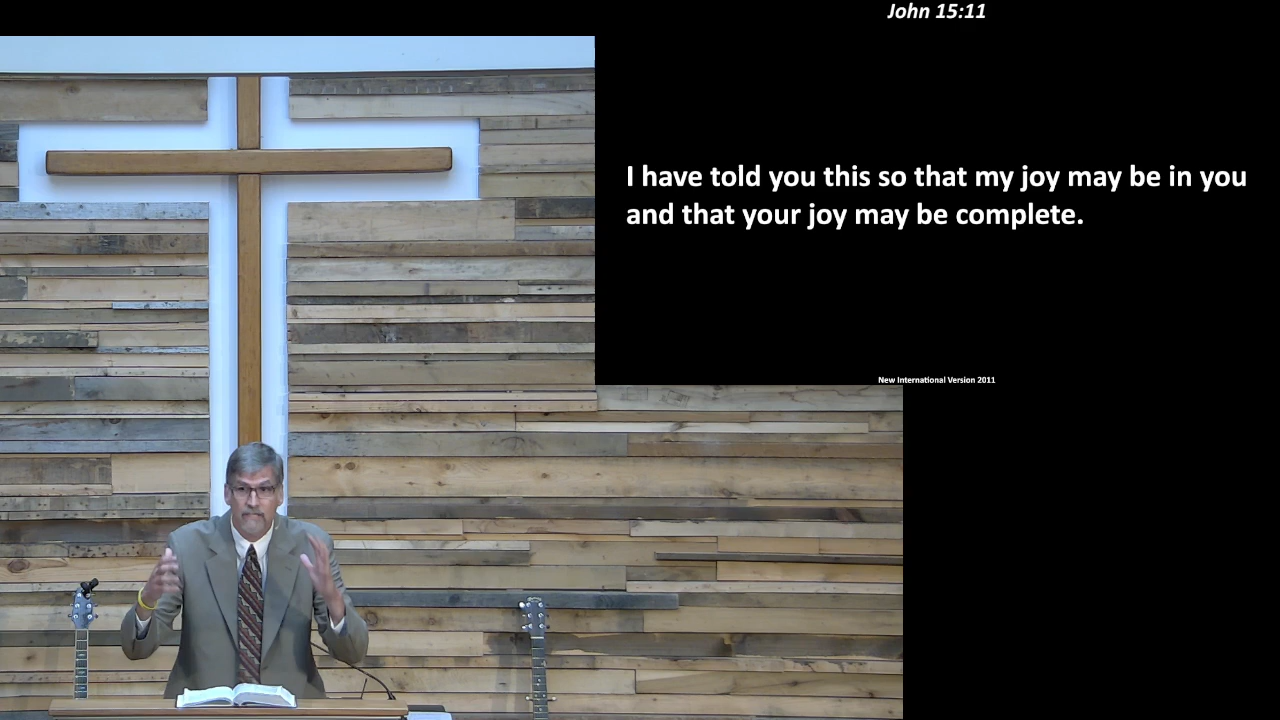 John 15:11
I have told you this so that my joy may be in you
and that your joy may be complete.
New International Version 2011